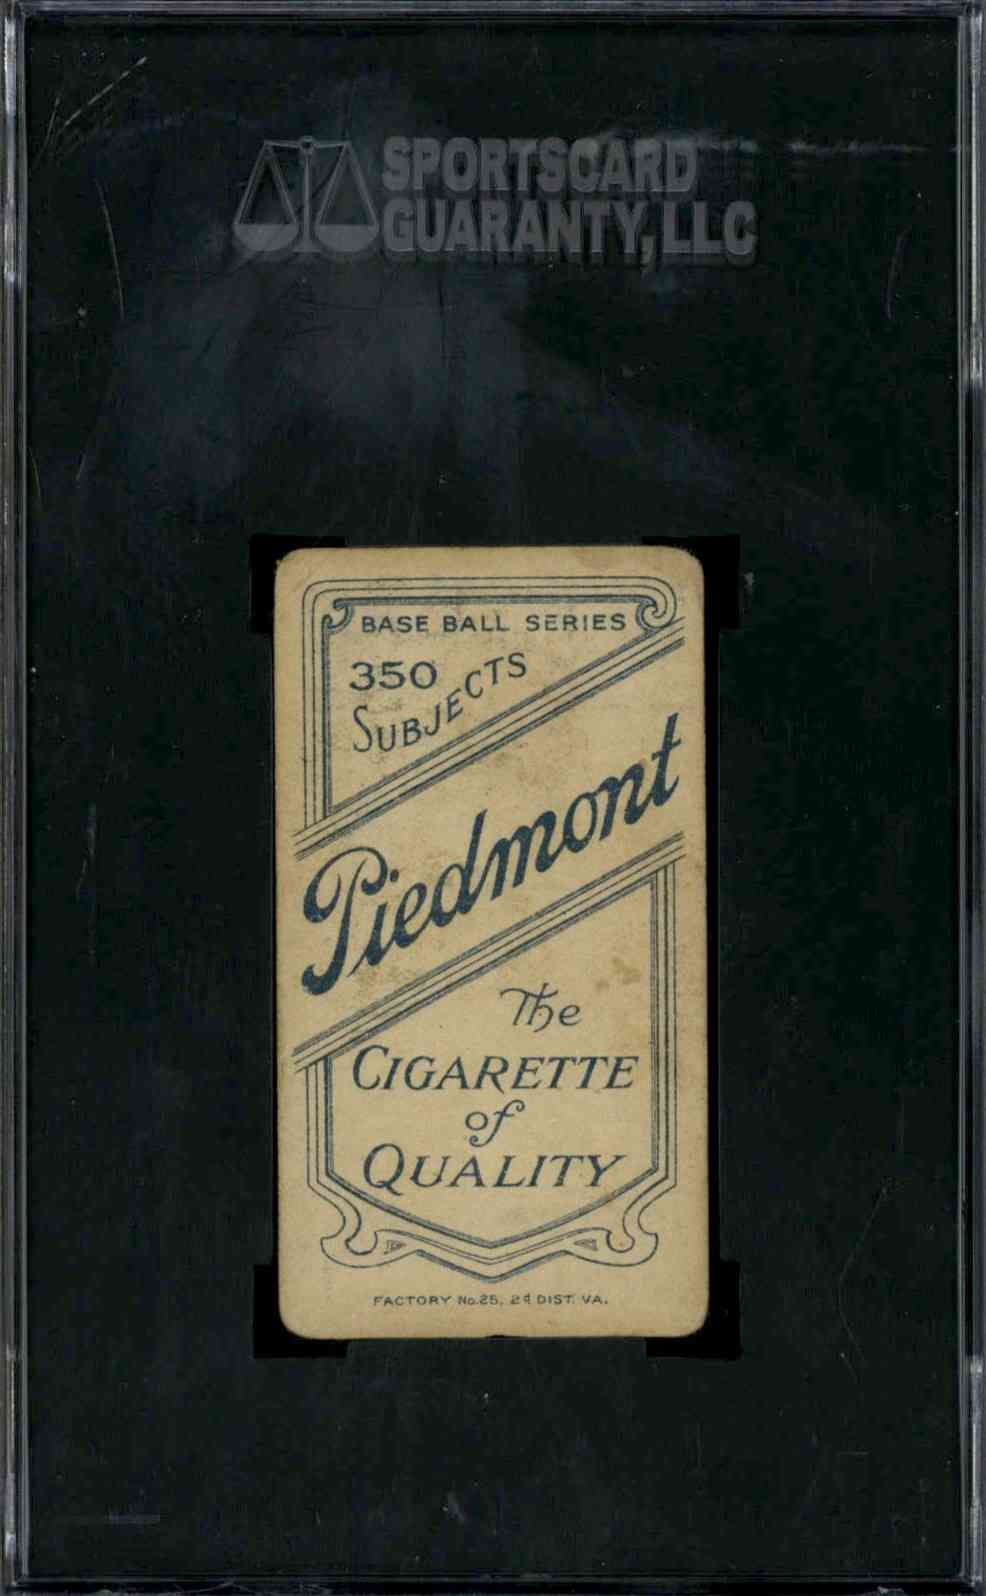 SPORTSCARD
GUARANTY, LLC
BASE BALL SERIES
350
SUBJECTS
Piedmont
The
CIGARETTE
of
QUALITY
FACTORY No. 25, 2d DIST. VA.